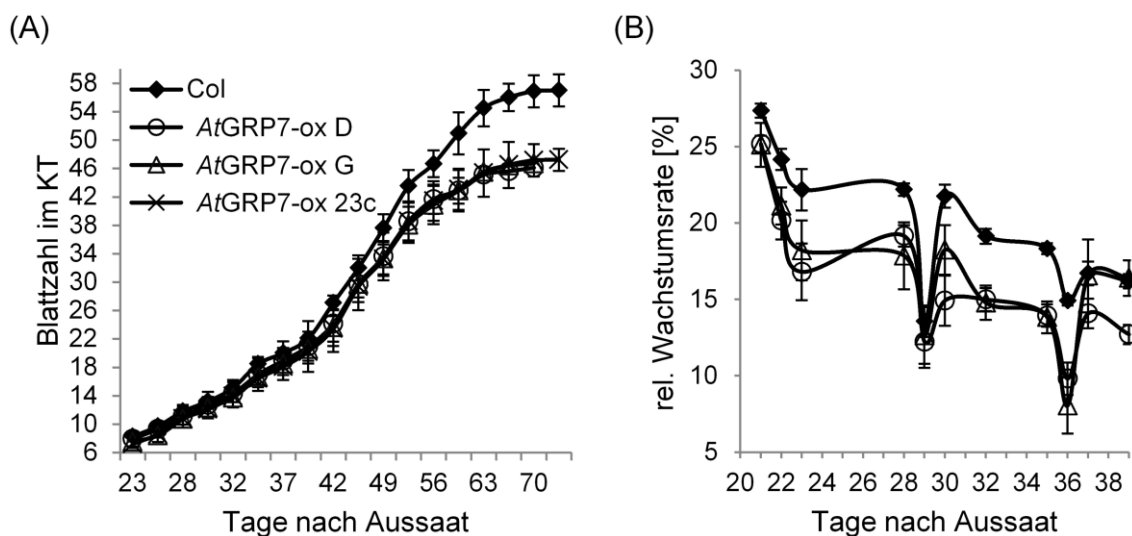 (A)
Blattzahl im KT
58
54
50
46
42
38
34
30
26
22
18
14
10
6
Col
AtGRP7-ox D
AtGRP7-ox G
AtGRP7-ox 23c
23 28 32 37 42 49 56 63 70
Tage nach Aussaat
(B)
rel. Wachstumsrate [%]
30
25
20
15
10
5
20 22 24 26 28 30 32 34 36 38
Tage nach Aussaat